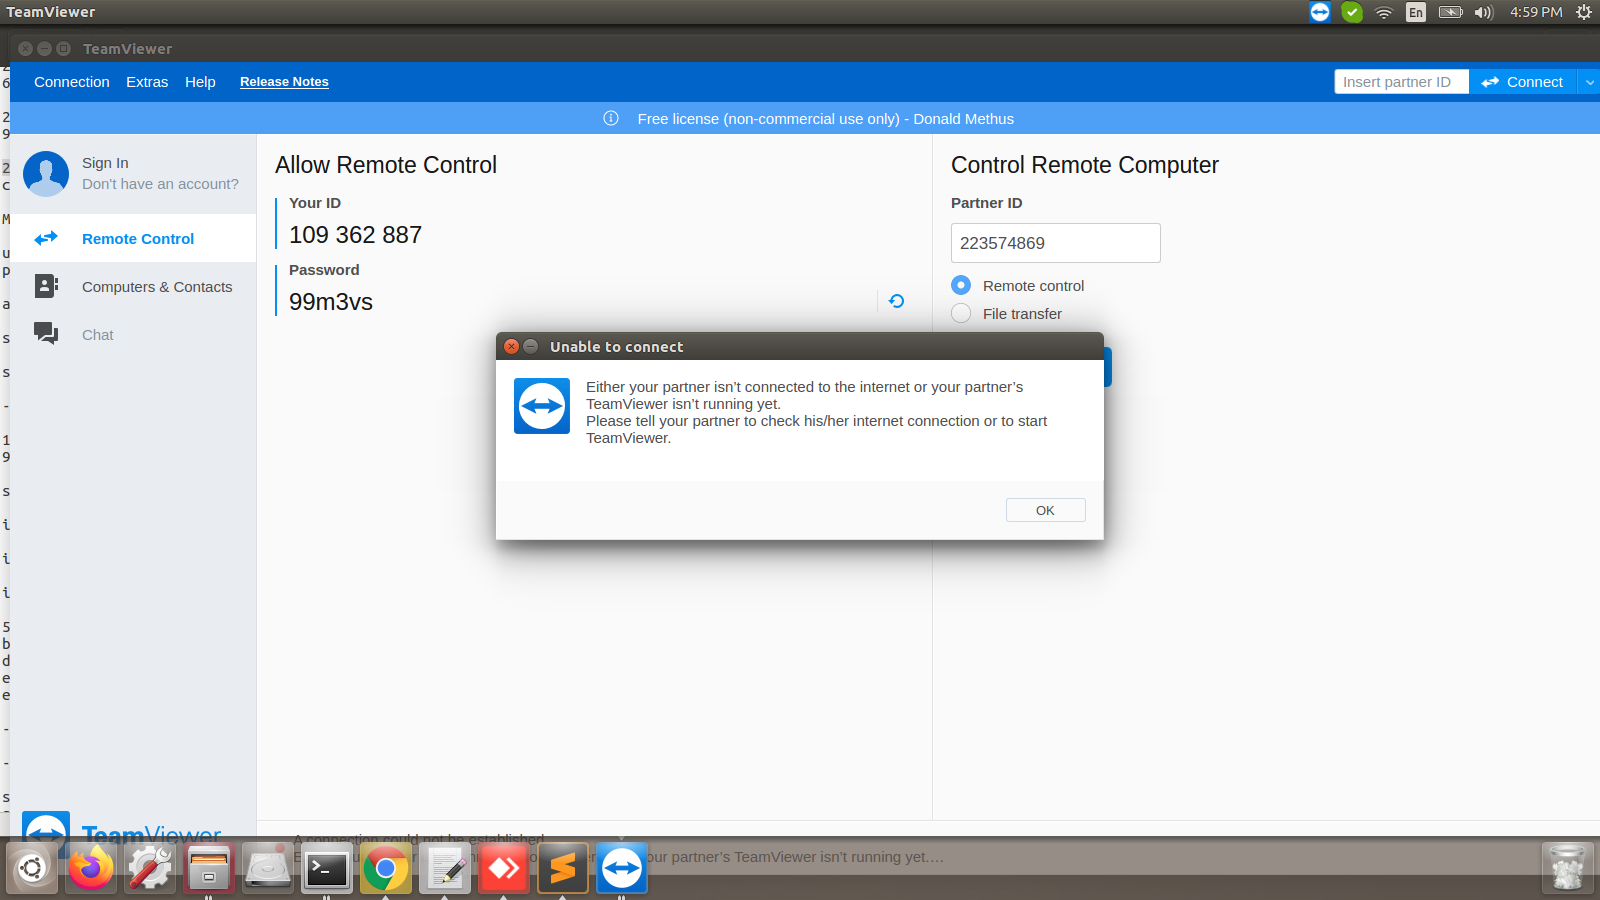 TeamViewer
En
4:59 PM
TeamViewer
Connection Extras Help Release Notes
Insert partner ID Connect
Free license (non-commercial use only) - Donald Methus
Sign In
Don't have an account?
Remote Control
Computers & Contacts
Chat
TeamViewer
Allow Remote Control
Your ID
109 362 887
Password
99m3vs
Control Remote Computer
Partner ID
223574869
Remote control
File transfer
Unable to connect
Either your partner isn’t connected to the internet or your partner’s
TeamViewer isn’t running yet.
Please tell your partner to check his/her internet connection or to start
TeamViewer.
OK
A connection could not be established.
our partner’s TeamViewer isn’t running yet.…